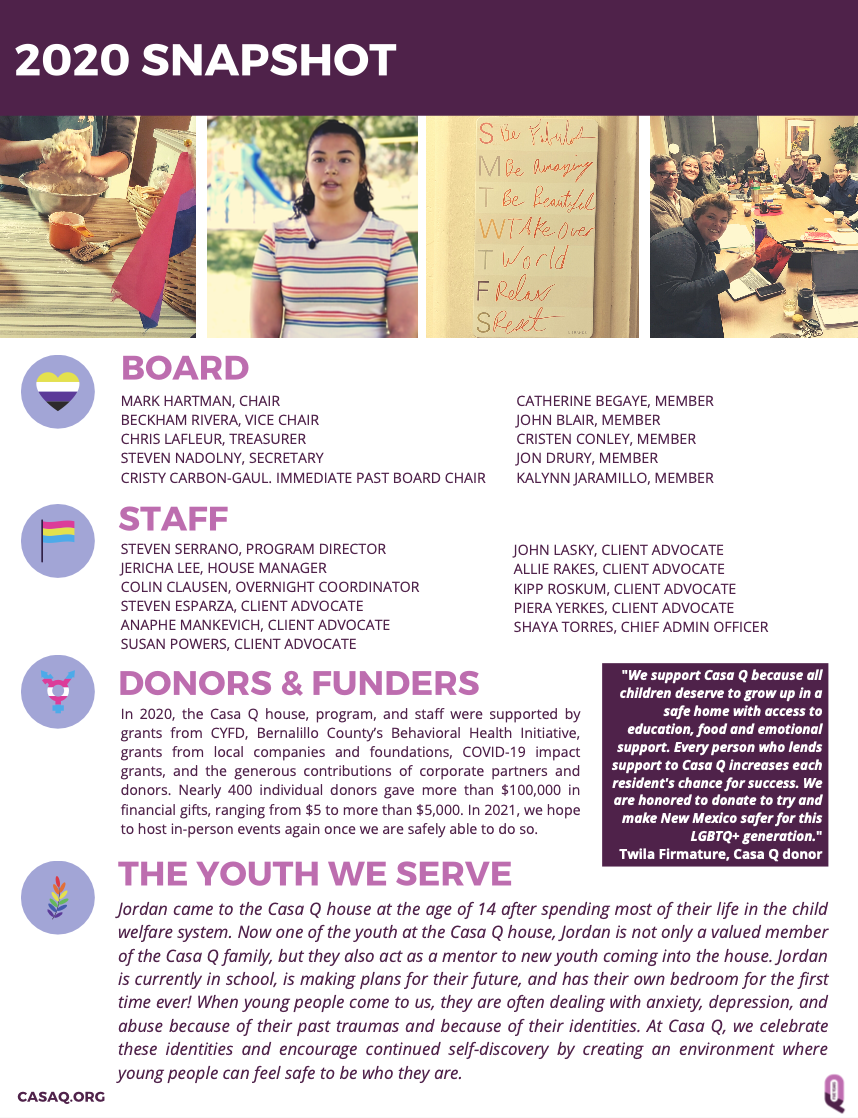 2020 SNAPSHOT
S Be Fabulous
M Be Amazing
T Be Beautiful
W TAKE Over
T World
F Relax
S Reset
BOARD
MARK HARTMAN, CHAIR
BECKHAM RIVERA, VICE CHAIR
CHRIS LAFLEUR, TREASURER
STEVEN NADOLNY, SECRETARY
CRISTY CARBON-GAUL. IMMEDIATE PAST BOARD CHAIR
CATHERINE BEGAYE, MEMBER
JOHN BLAIR, MEMBER
CRISTEN CONLEY, MEMBER
JON DRURY, MEMBER
KALYNN JARAMILLO, MEMBER
STAFF
STEVEN SERRANO, PROGRAM DIRECTOR
JERICHA LEE, HOUSE MANAGER
COLIN CLAUSEN, OVERNIGHT COORDINATOR
STEVEN ESPARZA, CLIENT ADVOCATE
ANAPHE MANKEVICH, CLIENT ADVOCATE
SUSAN POWERS, CLIENT ADVOCATE
JOHN LASKY, CLIENT ADVOCATE
ALLIE RAKES, CLIENT ADVOCATE
KIPP ROSKUM, CLIENT ADVOCATE
PIERA YERKES, CLIENT ADVOCATE
SHAYA TORRES, CHIEF ADMIN OFFICER
DONORS & FUNDERS
In 2020, the Casa Q house, program, and staff were supported by
grants from CYFD, Bernalillo County's Behavioral Health Initiative,
grants from local companies and foundations, COVID-19 impact
grants, and the generous contributions of corporate partners and
donors. Nearly 400 individual donors gave more than $100,000 in
financial gifts, ranging from $5 to more than $5,000. In 2021, we hope
to host in-person events again once we are safely able to do so.
"We support Casa Q because all
children deserve to grow up in a
safe home with access to
education, food and emotional
support. Every person who lends
support to Casa Q increases each
resident's chance for success. We
are honored to donate to try and
make New Mexico safer for this
LGBTQ+ generation."
Twila Firmature, Casa Q donor
THE YOUTH WE SERVE
Jordan came to the Casa Q house at the age of 14 after spending most of their life in the child
welfare system. Now one of the youth at the Casa Q house, Jordan is not only a valued member
of the Casa Q family, but they also act as a mentor to new youth coming into the house. Jordan
is currently in school, is making plans for their future, and has their own bedroom for the first
time ever! When young people come to us, they are often dealing with anxiety, depression, and
abuse because of their past traumas and because of their identities. At Casa Q, we celebrate
these identities and encourage continued self-discovery by creating an environment where
young people can feel safe to be who they are.
CASAQ.ORG
Q